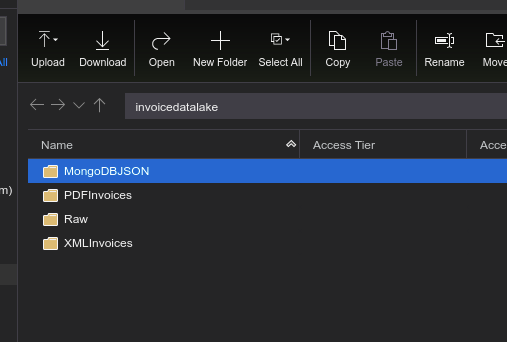 All
Upload Download Open New Folder Select All Copy Paste Rename Move
invoicedatalake
Name Access Tier Acce
MongoDBJSON
PDFInvoices
m)
Raw
XMLInvoices